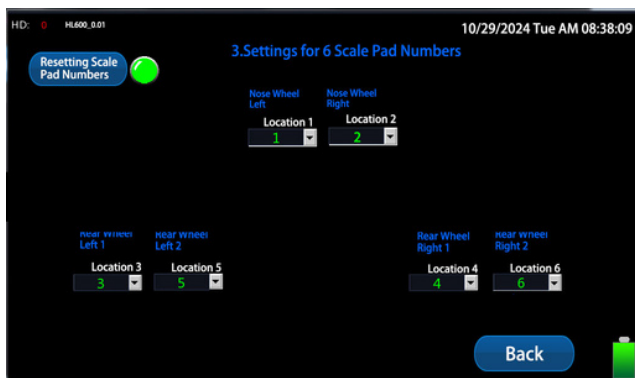 HD: 0 HL600_0.01 10/29/2024 Tue AM 08:38:09
3.Settings for 6 Scale Pad Numbers
Resetting Scale
Pad Numbers
Nose Wheel Nose Wheel
Left Right
Location 1 Location 2
1 2
Rear Wheel Rear Wheel Rear Wheel Rear Wheel
Left 1 Left 2 Right 1 Right 2
Location 3 Location 5 Location 4 Location 6
3 5 4 6
Back